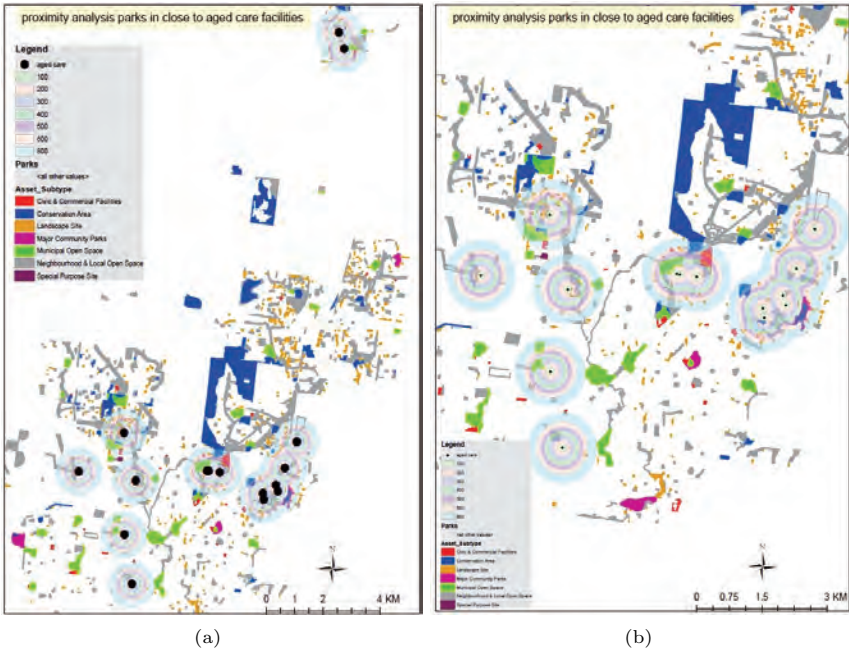 proximity analysis parks in close to aged care facilities
Legend
aged care
100
200
300
400
500
600
800
Parks
<all other values>
Asset_Subtype
Civic & Commercial Facilities
Conservation Area
Landscape Site
Major Community Parks
Municipal Open Space
Neighbourhood & Local Open Space
Special Purpose Site
N
0 1 2 4 KM
(a)
proximity analysis parks in close to aged care facilities
Legend
aged care
Parks
<all other values>
Asset_Subtype
Civic & Commercial Facilities
Conservation Area
Landscape Site
Major Community Parks
Municipal Open Space
Neighbourhood & Local Open Space
Special Purpose Site
N
0 0.75 1.5 3 KM
(b)